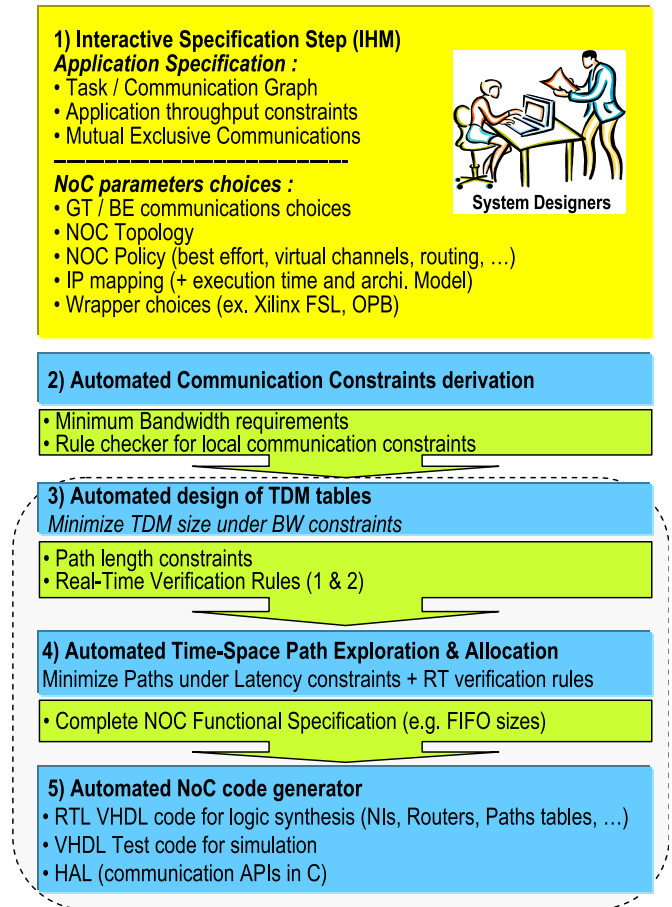 1) Interactive Specification Step (IHM)
Application Specification :
• Task / Communication Graph
• Application throughput constraints
• Mutual Exclusive Communications
NoC parameters choices :
• GT / BE communications choices
• NOC Topology
• NOC Policy (best effort, virtual channels, routing, …)
• IP mapping (+ execution time and archi. Model)
• Wrapper choices (ex. Xilinx FSL, OPB)
System Designers
2) Automated Communication Constraints derivation
• Minimum Bandwidth requirements
• Rule checker for local communication constraints
3) Automated design of TDM tables
Minimize TDM size under BW constraints
• Path length constraints
• Real-Time Verification Rules (1 & 2)
4) Automated Time-Space Path Exploration & Allocation
Minimize Paths under Latency constraints + RT verification rules
• Complete NOC Functional Specification (e.g. FIFO sizes)
5) Automated NoC code generator
• RTL VHDL code for logic synthesis (NIs, Routers, Paths tables, …)
• VHDL Test code for simulation
• HAL (communication APIs in C)